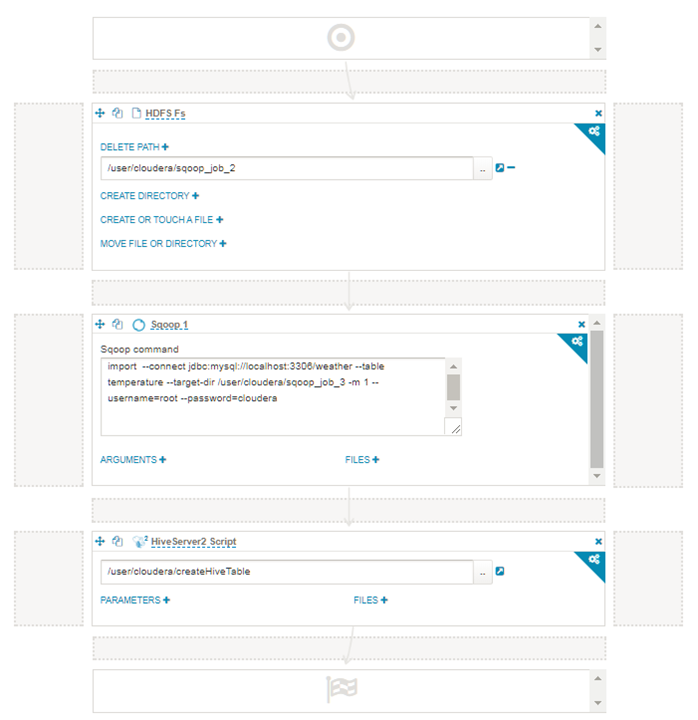 HDFS Fs
DELETE PATH +
/user/cloudera/sqoop_job_2
..
CREATE DIRECTORY +
CREATE OR TOUCH A FILE +
MOVE FILE OR DIRECTORY +
Sqoop 1
Sqoop command
import --connect jdbc:mysql://localhost:3306/weather --table
temperature --target-dir /user/cloudera/sqoop_job_3 -m 1 --
username=root --password=cloudera
ARGUMENTS + FILES +
HiveServer2 Script
/user/cloudera/createHiveTable
..
PARAMETERS + FILES +